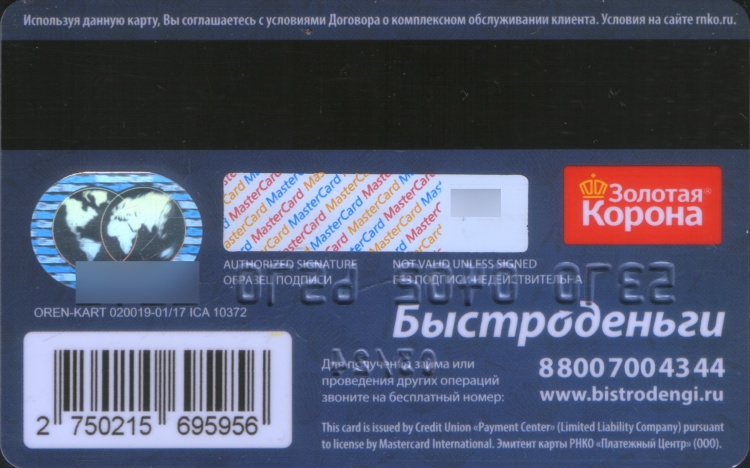 Используя данную карту, Вы соглашаетесь с условиями Договора о комплексном обслуживании клиента. Условия на сайте rnko.ru.
Золотая®
Корона
AUTHORIZED SIGNATURE NOT VALID UNLESS SIGNED
ОБРАЗЕЦ ПОДПИСИ БЕЗ ПОДПИСИ НЕДЕЙСТВИТЕЛЬНА
OREN-KART 020019-01/17 ICA 10372
Быстроденьги
Для получения займа или
проведения других операций
звоните на бесплатный номер:
8 800 700 43 44
www.bistrodengi.ru
2 750215 695956
This card is issued by Credit Union «Payment Center» (Limited Liability Company) pursuant
to license by Mastercard International. Эмитент карты РНКО «Платежный Центр» (ООО).